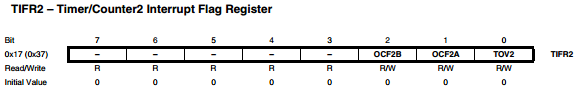 TIFR2 – Timer/Counter2 Interrupt Flag Register
Bit 7 6 5 4 3 2 1 0
0x17 (0x37) – – – – – OCF2B OCF2A TOV2 TIFR2
Read/Write R R R R R R/W R/W R/W
Initial Value 0 0 0 0 0 0 0 0